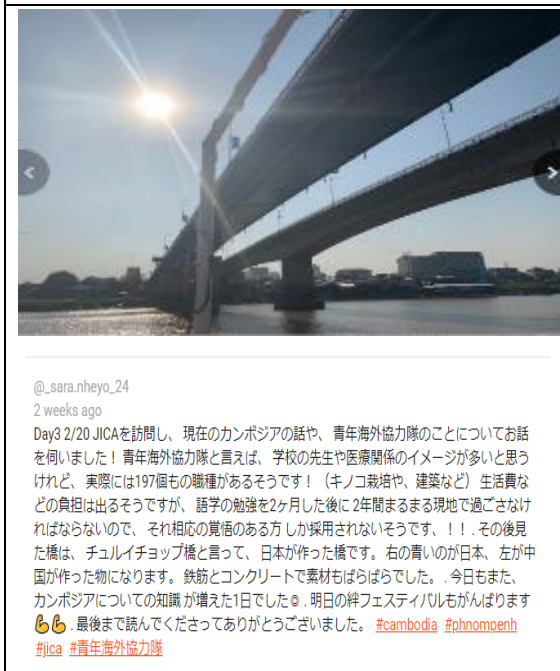 @_sara.nheyo_24
2 weeks ago
Day3 2/20 JICAを訪問し、 現在のカンボジアの話や、 青年海外協力隊のことについてお話
を伺いました！ 青年海外協力隊と言えば、 学校の先生や医療関係のイメージが多いと思う
けれど、 実際には197個もの職種があるそうです！ （キノコ栽培や、建築など） 生活費な
どの負担は出るそうですが、 語学の勉強を2ヶ月した後に 2年間まるまる現地で過ごさなけ
ればならないので、 それ相応の覚悟のある方 しか採用されないそうです、！！. その後見
た橋は、 チュルイチョップ橋と言って、 日本が作った橋です。 右の青いのが日本、 左が中
国が作った物になります。 鉄筋とコンクリートで素材もばらばらでした。. 今日もまた、
カンボジアについての知識 が増えた1日でした☺. 明日の絆フェスティバルもがんばります
💪💪 . 最後まで読んでくださってありがとうございました。 #cambodia #phnompenh
#jica #青年海外協力隊